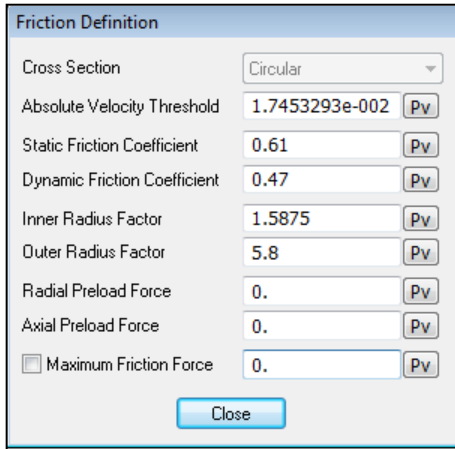 Friction Definition
Cross Section Circular
Absolute Velocity Threshold 1.7453293e-002 Pv
Static Friction Coefficient 0.61 Pv
Dynamic Friction Coefficient 0.47 Pv
Inner Radius Factor 1.5875 Pv
Outer Radius Factor 5.8 Pv
Radial Preload Force 0. Pv
Axial Preload Force 0. Pv
Maximum Friction Force 0. Pv
Close